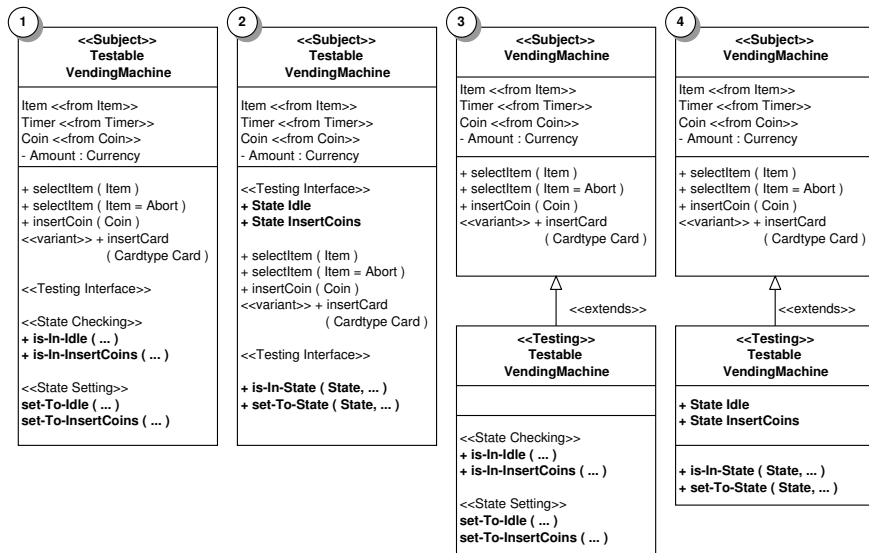 1
<<Subject>>
Testable
VendingMachine
Item <<from Item>>
Timer <<from Timer>>
Coin <<from Coin>>
- Amount : Currency
+ selectItem ( Item )
+ selectItem ( Item = Abort )
+ insertCoin ( Coin )
<<variant>> + insertCard
( Cardtype Card )
<<Testing Interface>>
<<State Checking>>
+ is-In-Idle ( ... )
+ is-In-InsertCoins ( ... )
<<State Setting>>
set-To-Idle ( ... )
set-To-InsertCoins ( ... )
2
<<Subject>>
Testable
VendingMachine
Item <<from Item>>
Timer <<from Timer>>
Coin <<from Coin>>
- Amount : Currency
<<Testing Interface>>
+ State Idle
+ State InsertCoins
+ selectItem ( Item )
+ selectItem ( Item = Abort )
+ insertCoin ( Coin )
<<variant>> + insertCard
( Cardtype Card )
<<Testing Interface>>
+ is-In-State ( State, ... )
+ set-To-State ( State, ... )
3
<<Subject>>
VendingMachine
Item <<from Item>>
Timer <<from Timer>>
Coin <<from Coin>>
- Amount : Currency
+ selectItem ( Item )
+ selectItem ( Item = Abort )
+ insertCoin ( Coin )
<<variant>> + insertCard
( Cardtype Card )
<<extends>>
<<Testing>>
Testable
VendingMachine
<<State Checking>>
+ is-In-Idle ( ... )
+ is-In-InsertCoins ( ... )
<<State Setting>>
set-To-Idle ( ... )
set-To-InsertCoins ( ... )
4
<<Subject>>
VendingMachine
Item <<from Item>>
Timer <<from Timer>>
Coin <<from Coin>>
- Amount : Currency
+ selectItem ( Item )
+ selectItem ( Item = Abort )
+ insertCoin ( Coin )
<<variant>> + insertCard
( Cardtype Card )
<<extends>>
<<Testing>>
Testable
VendingMachine
+ State Idle
+ State InsertCoins
+ is-In-State ( State, ... )
+ set-To-State ( State, ... )